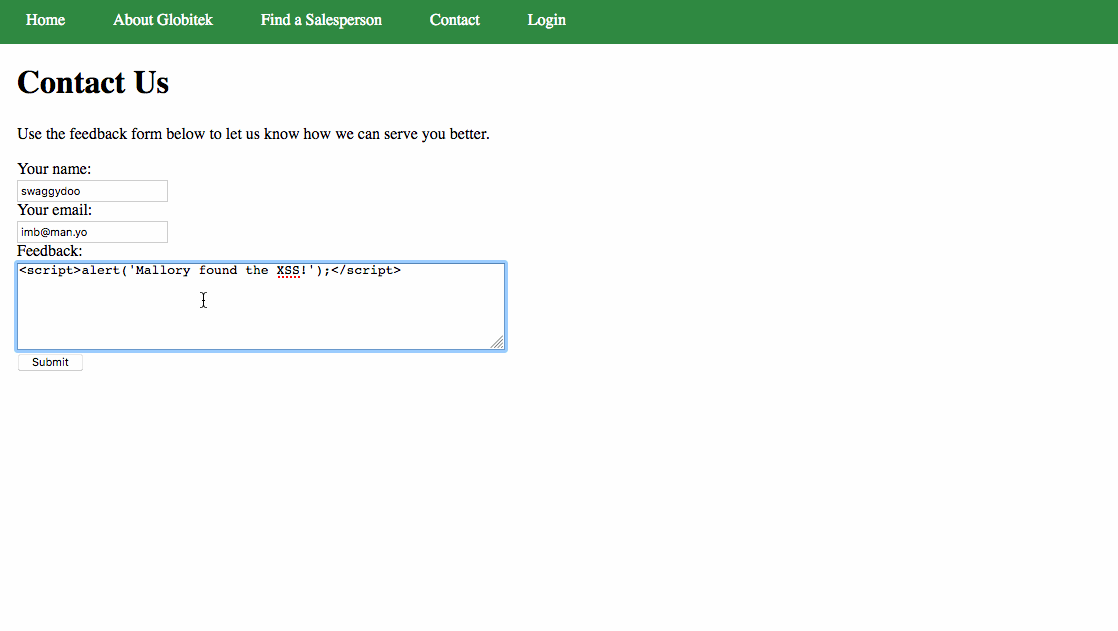 Home About Globitek Find a Salesperson Contact Login
Contact Us
Use the feedback form below to let us know how we can serve you better.
Your name:
swaggydoo
Your email:
imb@man.yo
Feedback:
<script>alert('Mallory found the XSS!');</script>
Submit